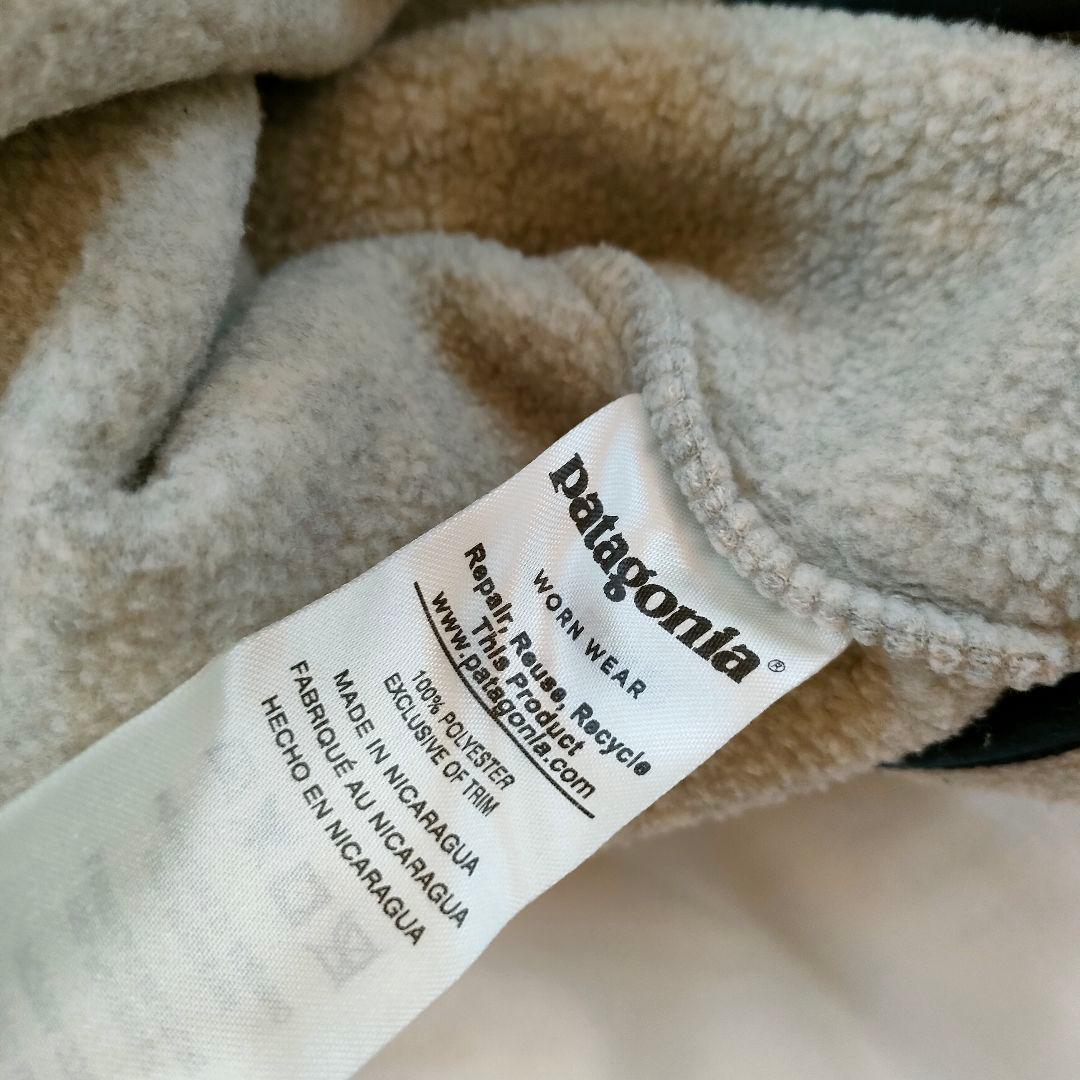 patagonia®
WORN WEAR
Repair, Reuse, Recycle
This Product
www.patagonia.com
100% POLYESTER
EXCLUSIVE OF TRIM
MADE IN NICARAGUA
FABRIQUÉ AU NICARAGUA
HECHO EN NICARAGUA